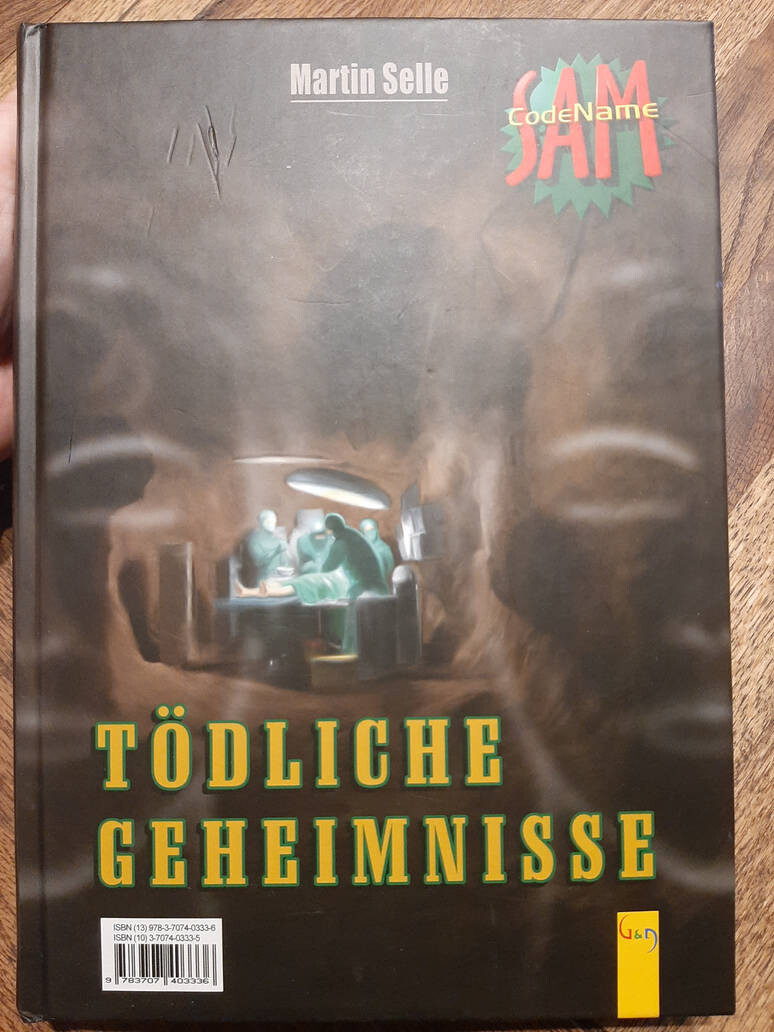 Martin Selle
SAM
CodeName
TÖDLICHE
GEHEIMNISSE
ISBN (13) 978-3-7074-0333-6
ISBN (10) 3-7074-0333-5
9 783707 403336
G&D